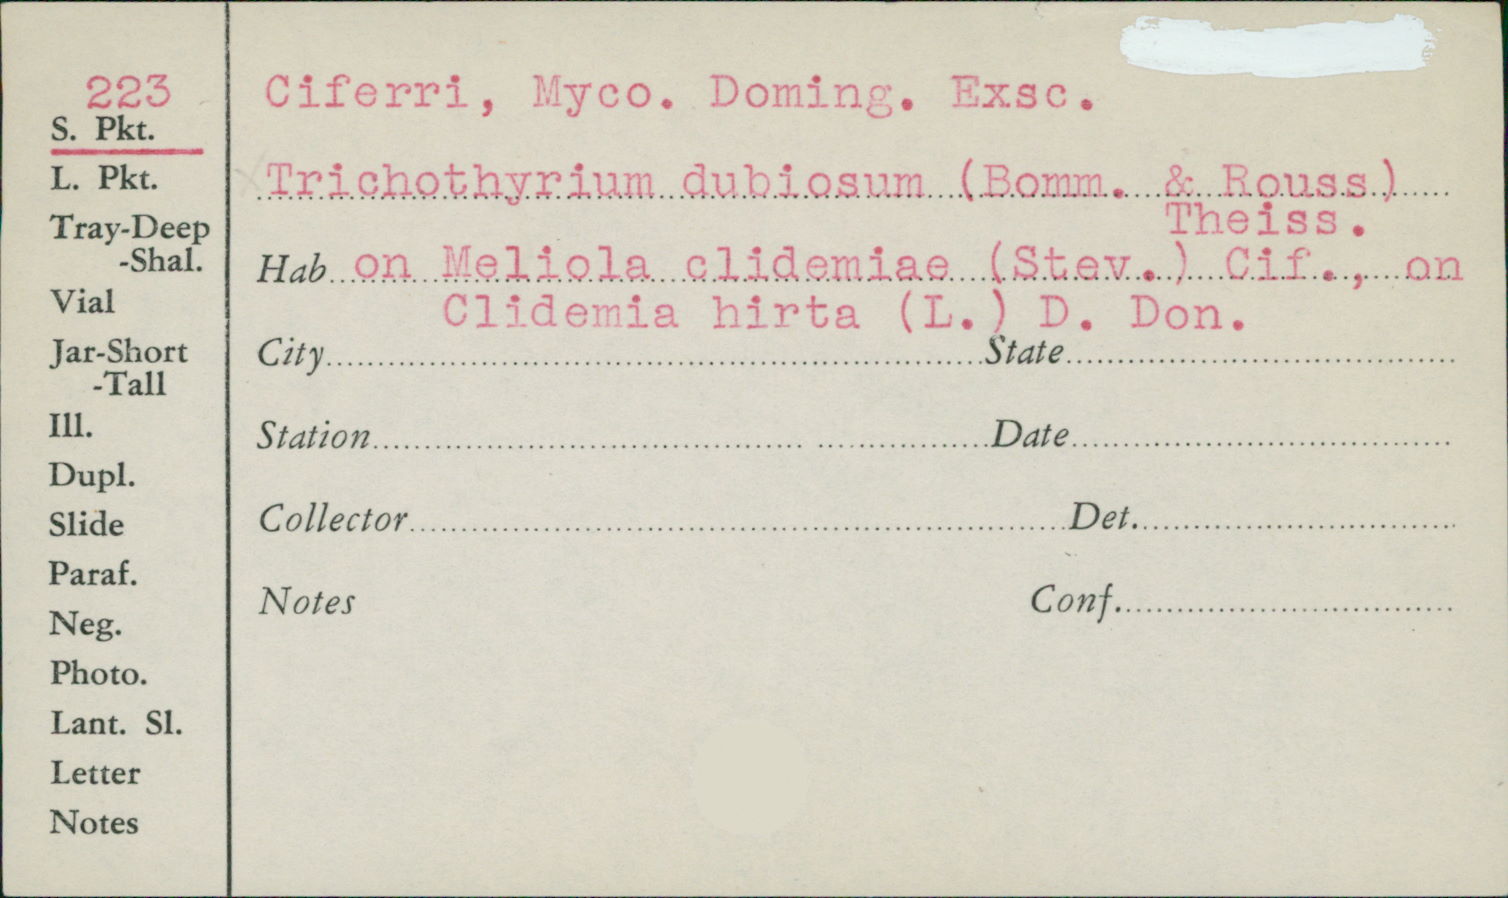 223
S. Pkt.
L. Pkt.
Tray-Deep
-Shal.
Vial
Jar-Short
-Tall
Ill.
Dupl.
Slide
Paraf.
Neg.
Photo.
Lant. Sl.
Letter
Notes
Ciferri, Myco. Doming. Exsc.
Trichothyrium dubiosum (Bomm. & Rouss)
Theiss.
Hab on Meliola clidemiae (Stev.) Cif., on
Clidemia hirta (L.) D. Don.
City State
Station Date
Collector Det.
Notes Conf.